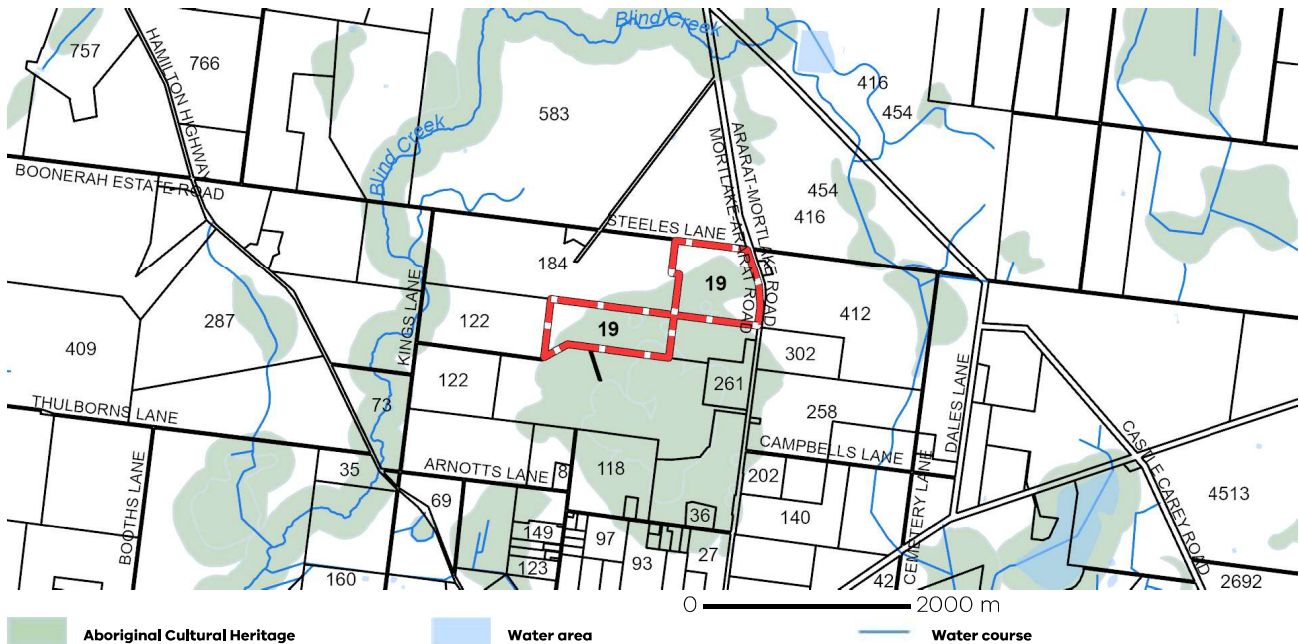 Blind Creek
757
766
HAMILTON HIGHWAY
583
416
454
Blind Creek
ARARAT-MORTLAKE ROAD
MORTLAKE-ARARAT ROAD
BOONERAH ESTATE ROAD
454
416
STEELES LANE
184
19
19
KINGS LANE
287
122
412
409
302
DALES LANE
122
261
73
258
THULBORNS LANE
CASTLE CAREY ROAD
CAMPBELLS LANE
35
ARNOTTS LANE
8
118
202
BOOTHS LANE
69
4513
36
140
CEMETERY LANE
149
97
27
123
93
160
42
2692
0 2000 m
Aboriginal Cultural Heritage
Water area
Water course